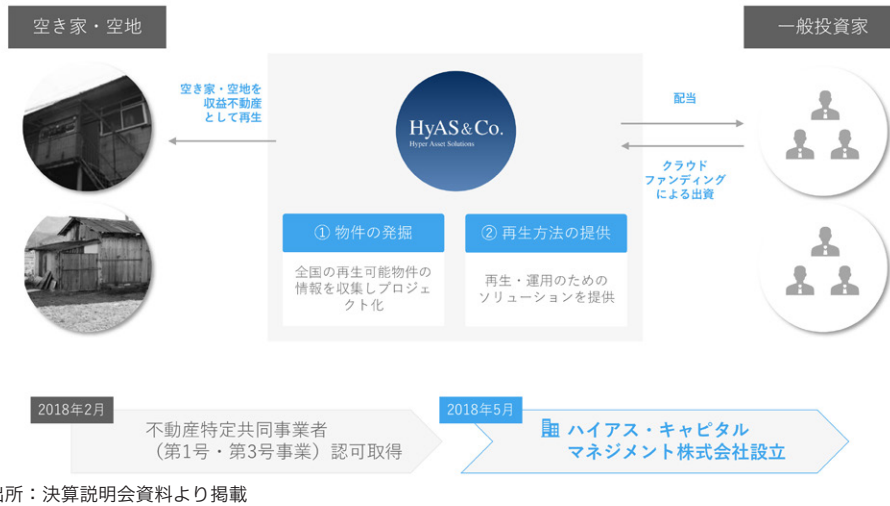 空き家・空地
一般投資家
空き家・空地を
収益不動産
として再生
HyAS&Co.
Hyper Asset Solutions
配当
クラウド
ファンディング
による出資
① 物件の発掘
② 再生方法の提供
全国の再生可能物件の
情報を収集しプロジェ
クト化
再生・運用のための
ソリューションを提供
2018年2月
不動産特定共同事業者
（第1号・第3号事業）認可取得
2018年5月
ハイアス・キャピタル
マネジメント株式会社設立
出所：決算説明会資料より掲載